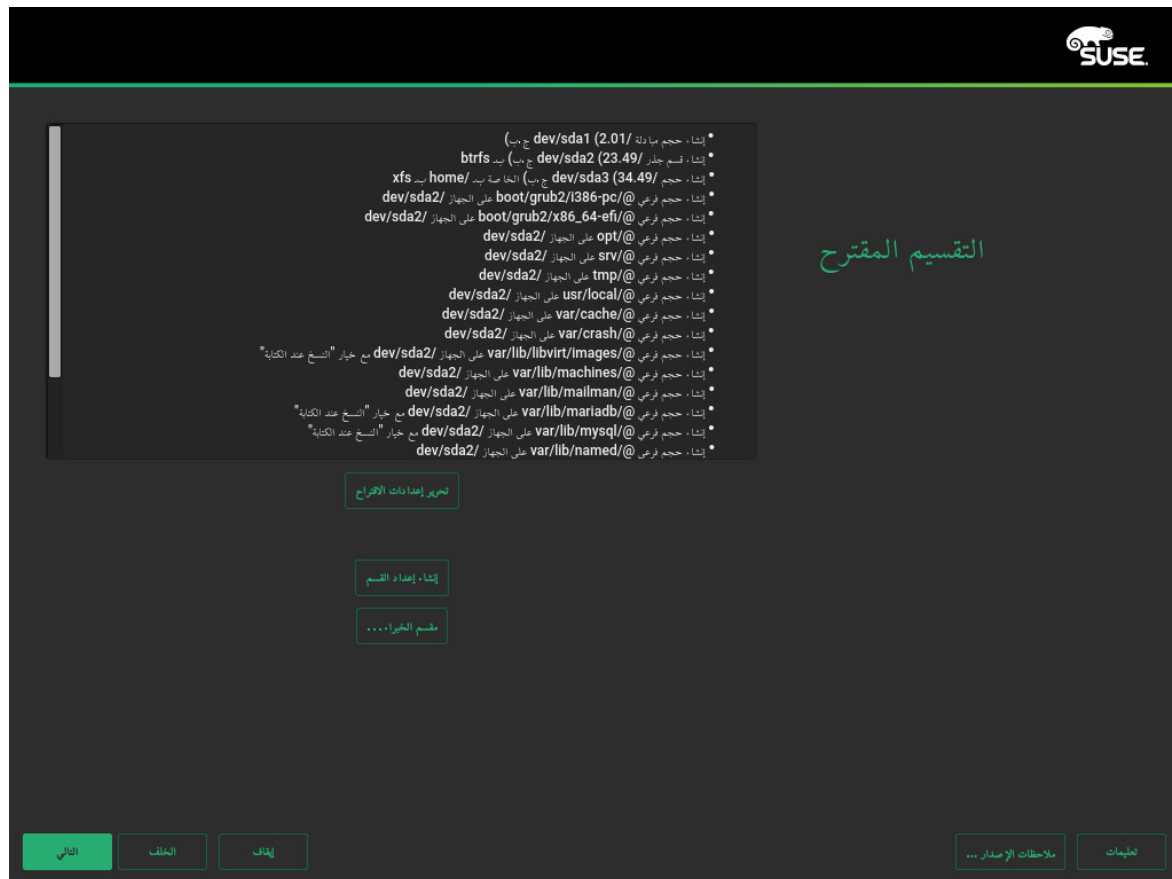 SUSE.
التقسيم المقترح
• إنشاء حجم مبادلة /dev/sda1 (2.01 ج.ب)
• إنشاء قسم جذر /dev/sda2 (23.49 ج.ب) بـ btrfs
• إنشاء حجم /dev/sda3 (34.49 ج.ب) الخاصة بـ /home بـ xfs
• إنشاء حجم فرعي @/boot/grub2/i386-pc على الجهاز /dev/sda2
• إنشاء حجم فرعي @/boot/grub2/x86_64-efi على الجهاز /dev/sda2
• إنشاء حجم فرعي @/opt على الجهاز /dev/sda2
• إنشاء حجم فرعي @/srv على الجهاز /dev/sda2
• إنشاء حجم فرعي @/tmp على الجهاز /dev/sda2
• إنشاء حجم فرعي @/usr/local على الجهاز /dev/sda2
• إنشاء حجم فرعي @/var/cache على الجهاز /dev/sda2
• إنشاء حجم فرعي @/var/crash على الجهاز /dev/sda2
• إنشاء حجم فرعي @/var/lib/libvirt/images على الجهاز /dev/sda2 مع خيار "النسخ عند الكتابة"
• إنشاء حجم فرعي @/var/lib/machines على الجهاز /dev/sda2
• إنشاء حجم فرعي @/var/lib/mailman على الجهاز /dev/sda2
• إنشاء حجم فرعي @/var/lib/mariadb على الجهاز /dev/sda2 مع خيار "النسخ عند الكتابة"
• إنشاء حجم فرعي @/var/lib/mysql على الجهاز /dev/sda2 مع خيار "النسخ عند الكتابة"
• إنشاء حجم فرعي @/var/lib/named على الجهاز /dev/sda2
تحرير إعدادات الاقتراح
إنشاء إعداد القسم
مقسم الخبراء...
تعليمات
ملاحظات الإصدار ...
إيقاف
الخلف
التالي